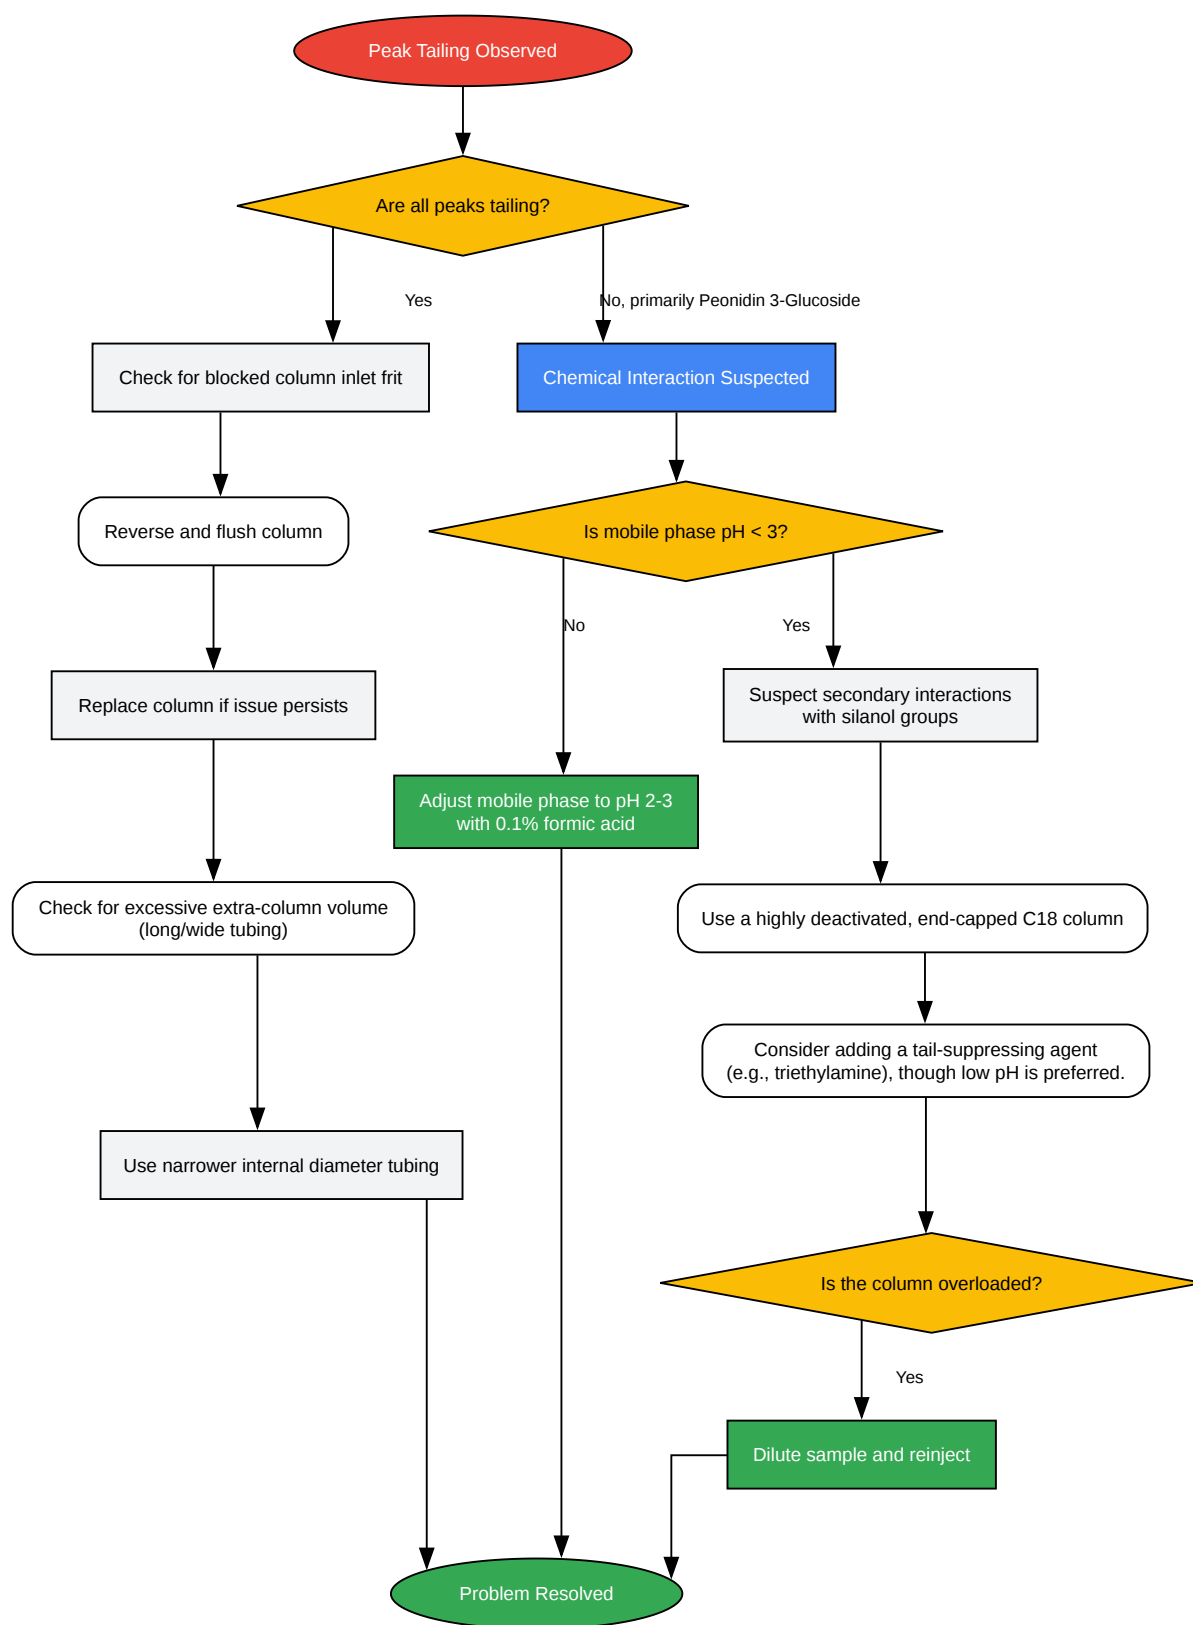 Peak Tailing Observed
Are all peaks tailing?
Yes
No, primarily Peonidin 3-Glucoside
Check for blocked column inlet frit
Chemical Interaction Suspected
Reverse and flush column
Is mobile phase pH < 3?
No
Yes
Replace column if issue persists
Suspect secondary interactions
with silanol groups
Adjust mobile phase to pH 2-3
with 0.1% formic acid
Check for excessive extra-column volume
(long/wide tubing)
Use a highly deactivated, end-capped C18 column
Consider adding a tail-suppressing agent
(e.g., triethylamine), though low pH is preferred.
Use narrower internal diameter tubing
Is the column overloaded?
Yes
Dilute sample and reinject
Problem Resolved